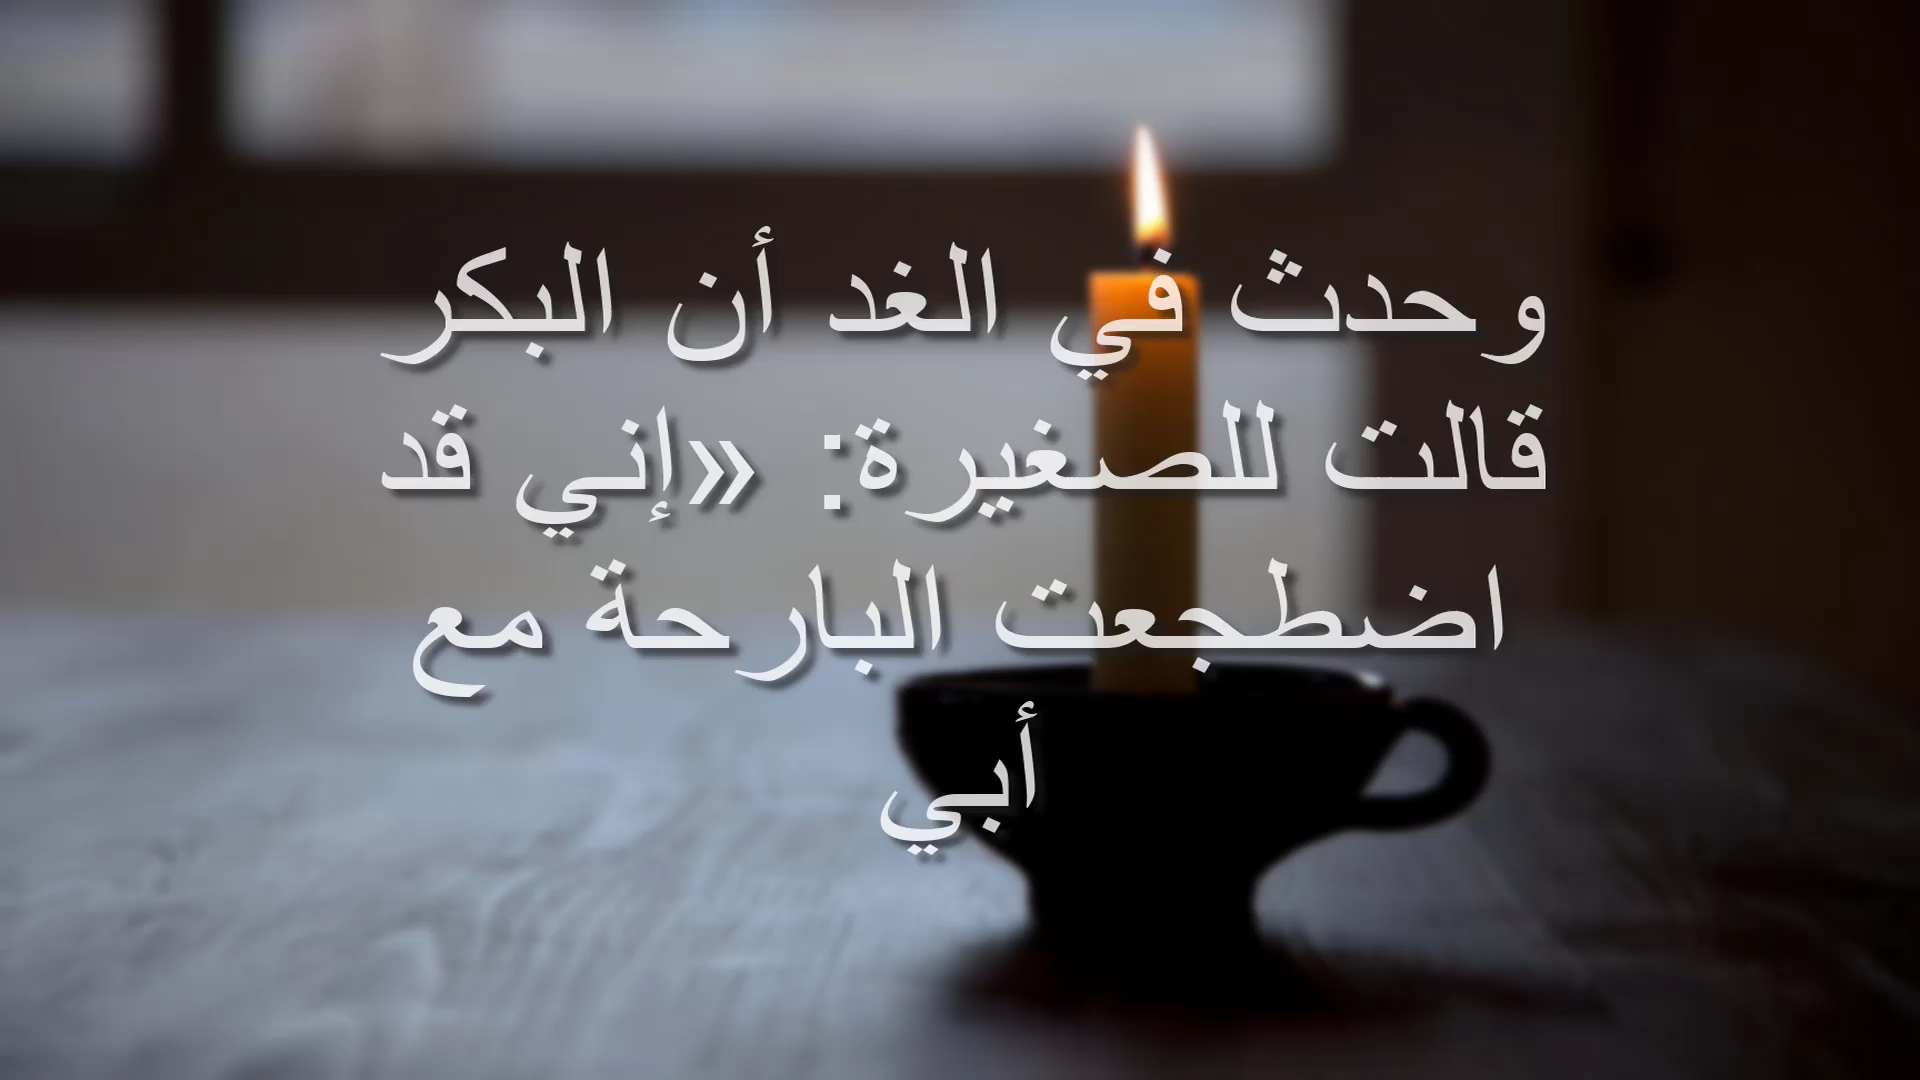 وحدث في الغد أن البكر
قالت للصغيرة: «إني قد
اضطجعت البارحة مع
أبي